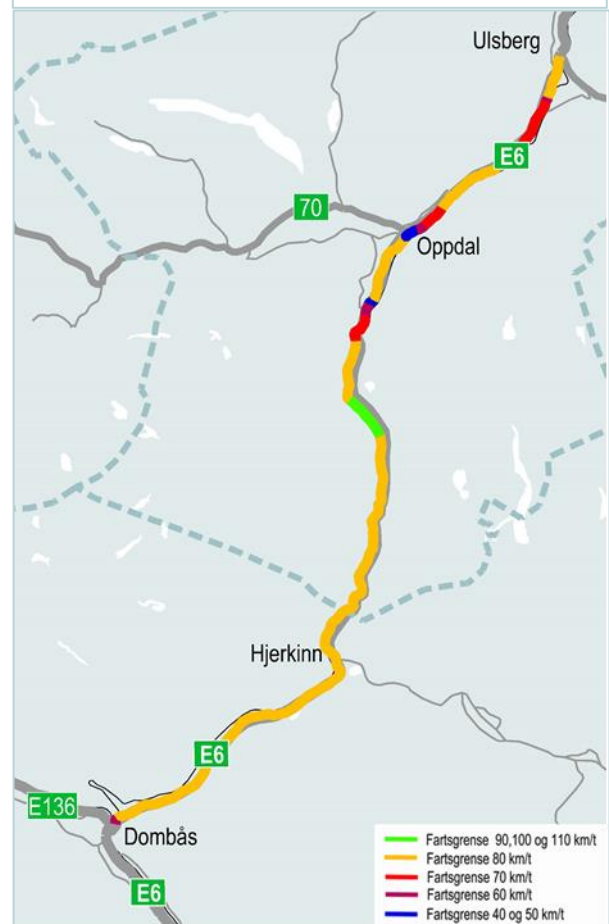 Ulsberg
E6
70
Oppdal
Hjerkinn
E6
E136
Dombås
E6
Fartsgrense 90,100 og 110 km/t
Fartsgrense 80 km/t
Fartsgrense 70 km/t
Fartsgrense 60 km/t
Fartsgrense 40 og 50 km/t